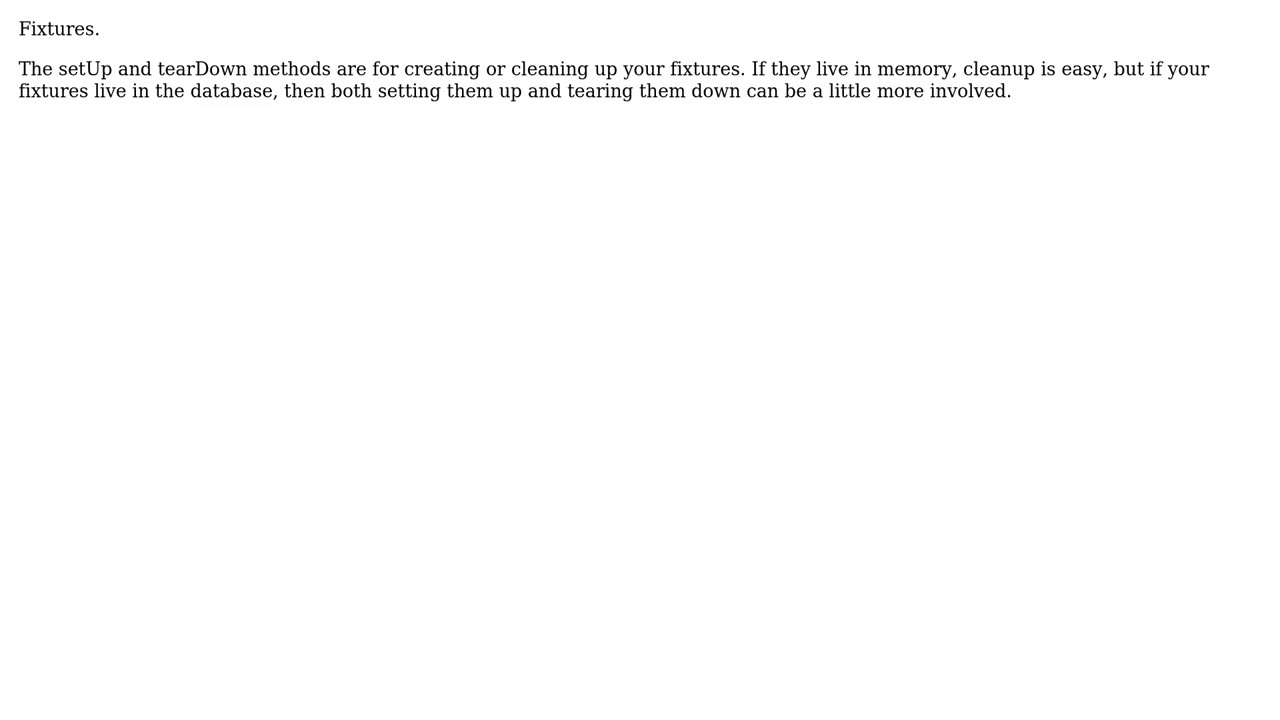 Fixtures.
The setUp and tearDown methods are for creating or cleaning up your fixtures. If they live in memory, cleanup is easy, but if your
fixtures live in the database, then both setting them up and tearing them down can be a little more involved.